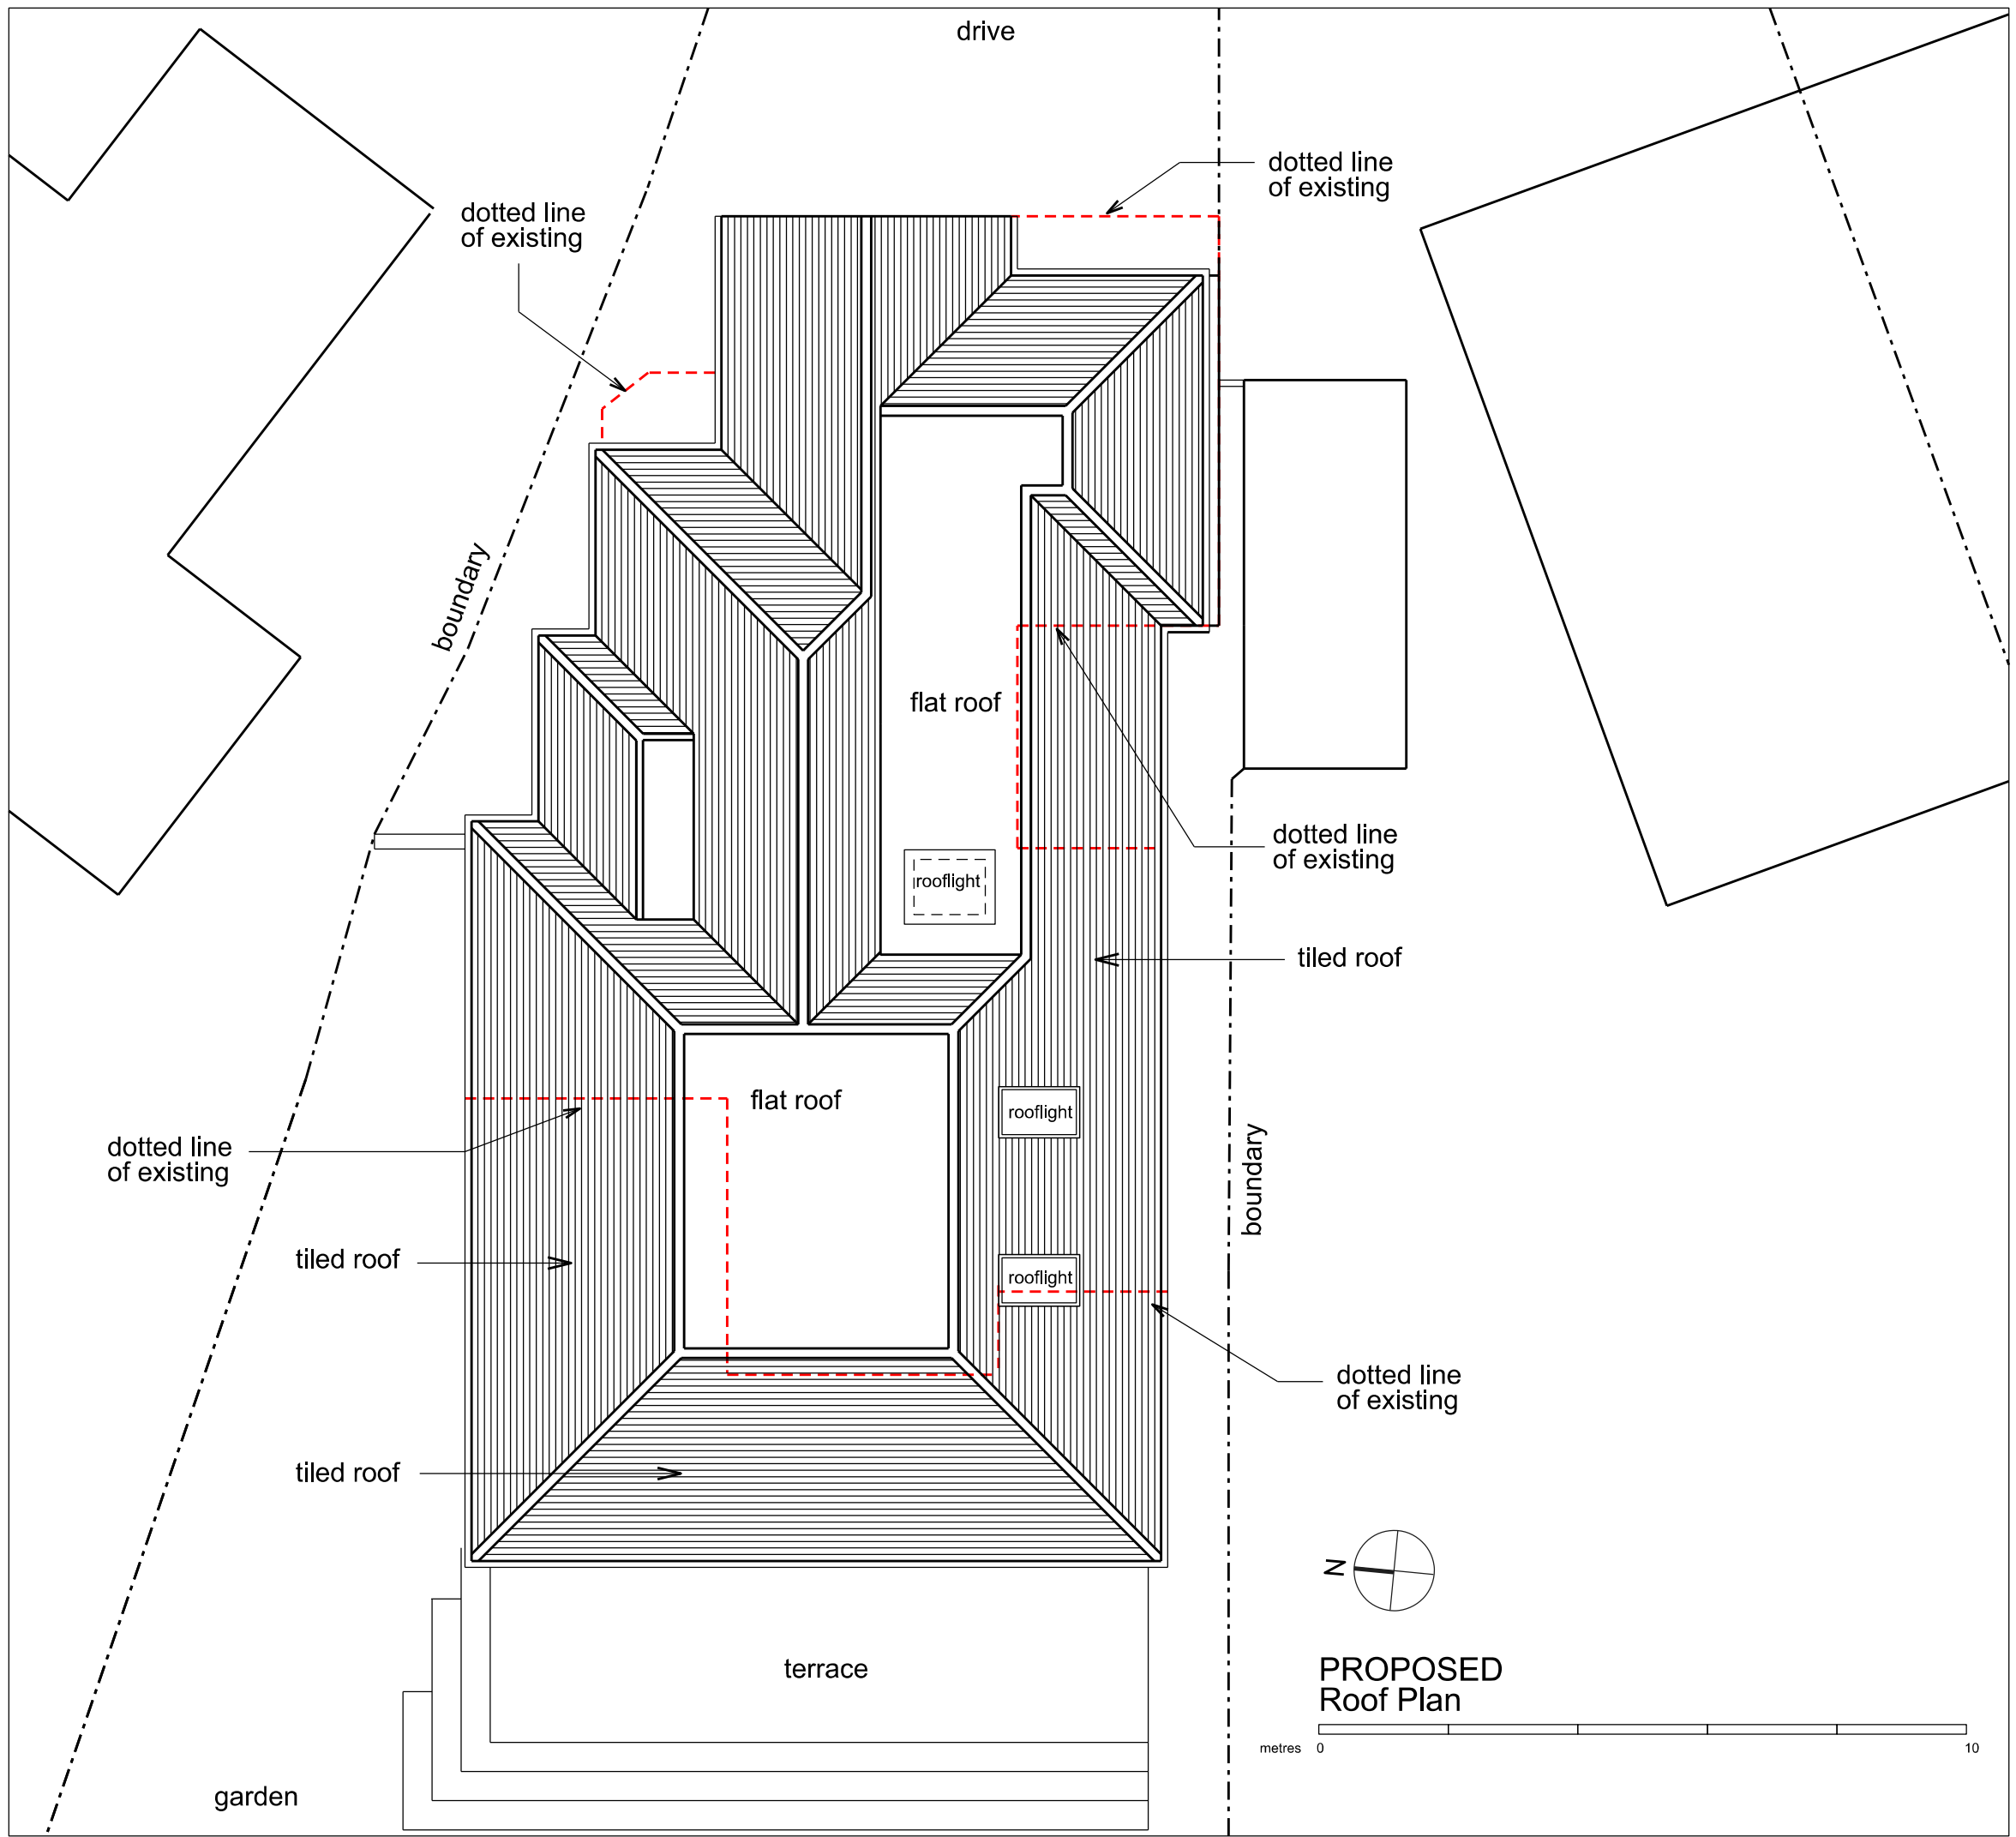 drive
dotted line
of existing
dotted line
of existing
boundary
flat roof
dotted line
of existing
rooflight
tiled roof
flat roof
rooflight
dotted line
of existing
boundary
tiled roof
rooflight
dotted line
of existing
tiled roof
N
terrace
PROPOSED
Roof Plan
metres 0 10
garden